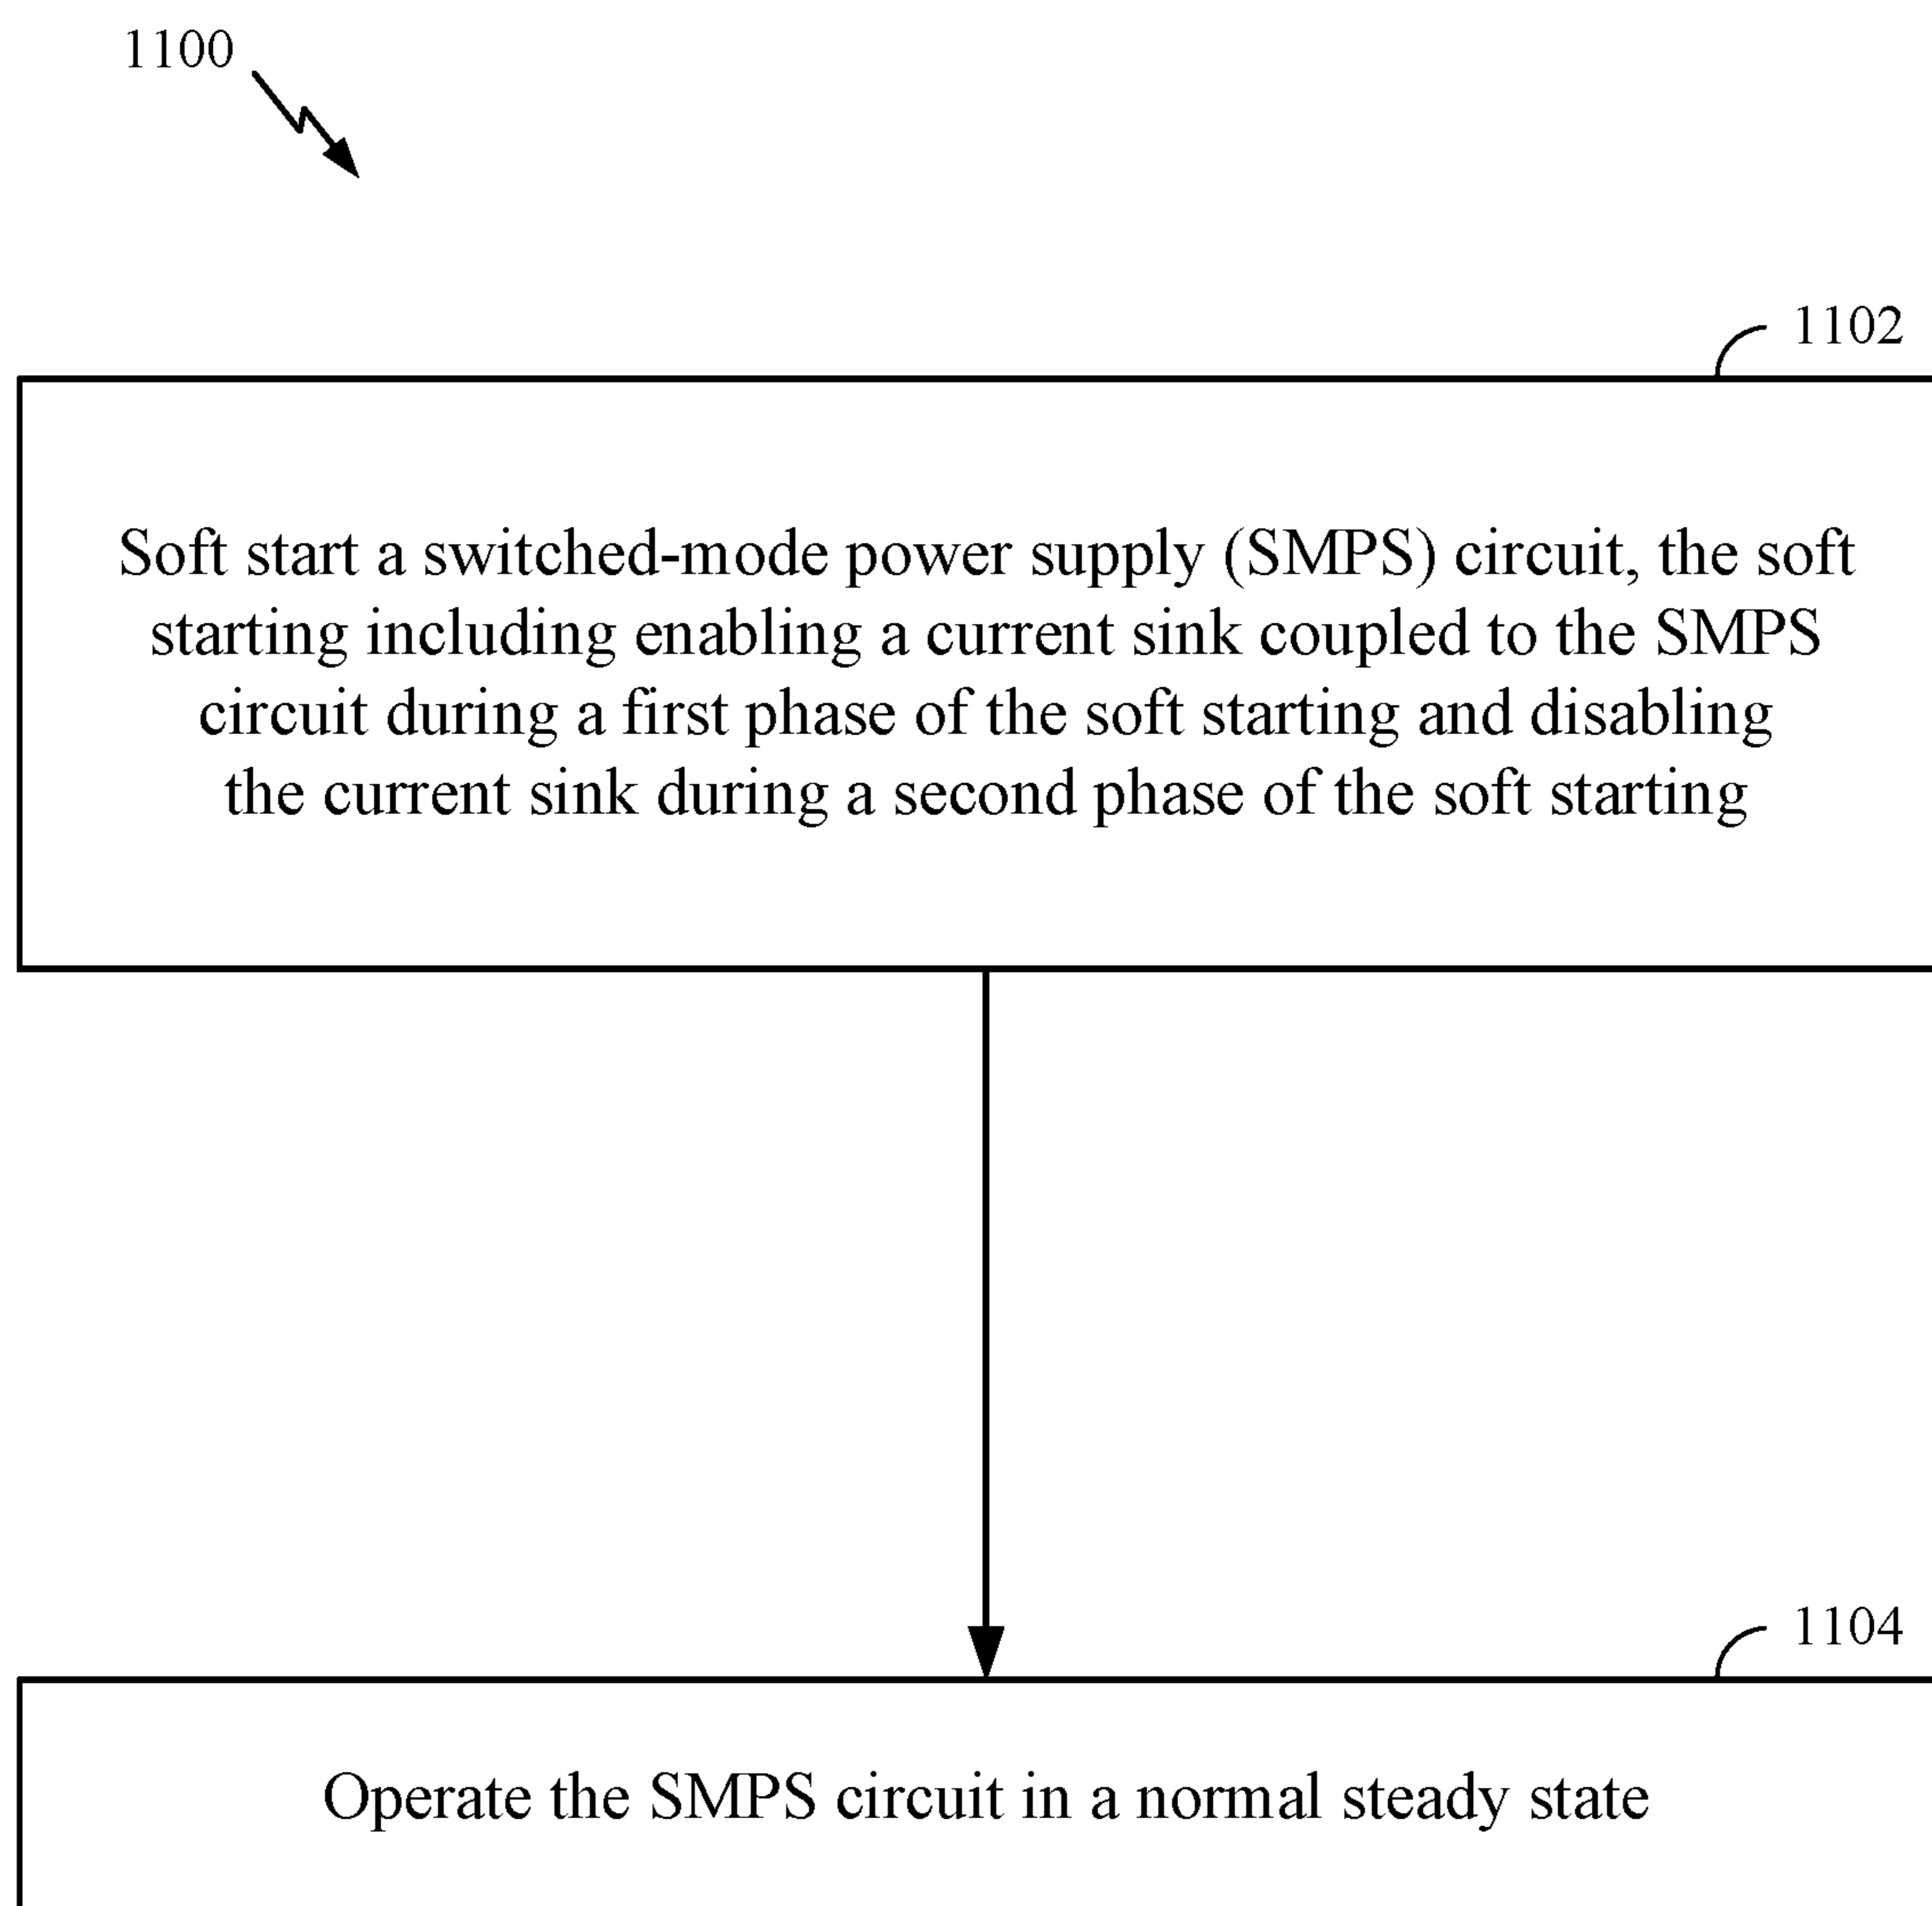 1100
1102
Soft start a switched-mode power supply (SMPS) circuit, the soft
starting including enabling a current sink coupled to the SMPS
circuit during a first phase of the soft starting and disabling
the current sink during a second phase of the soft starting
1104
Operate the SMPS circuit in a normal steady state